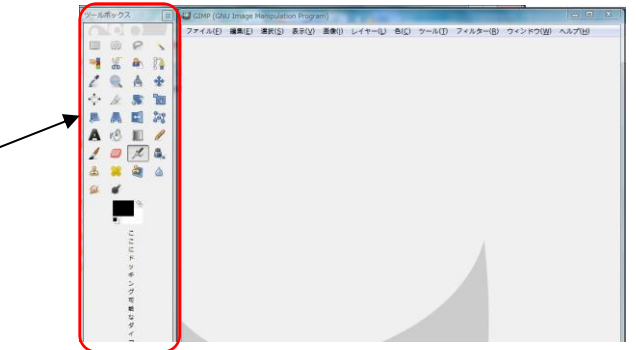 ツールボックス
GIMP (GNU Image Manipulation Program)
ファイル(F) 編集(E) 選択(S) 表示(V) 画像(I) レイヤー(L) 色(C) ツール(T) フィルター(R) ウィンドウ(W) ヘルプ(H)
ここにドッキング可能なダイ